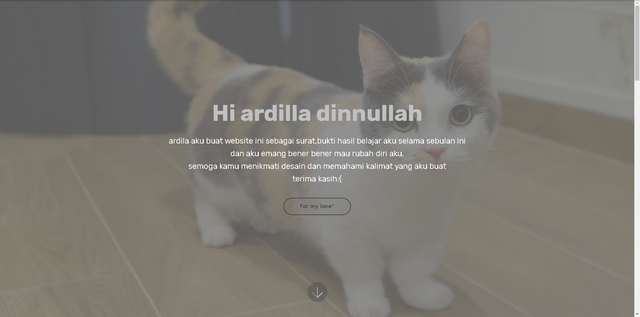 Hi ardilla dinnullah
ardila aku buat website ini sebagai surat.bukti hasil belajar aku selama sebulan ini
dan aku emang bener bener mau rubah diri aku,
semoga kamu menikmati desain dan memahami kalimat yang aku buat
terima kasih:(
For my love"